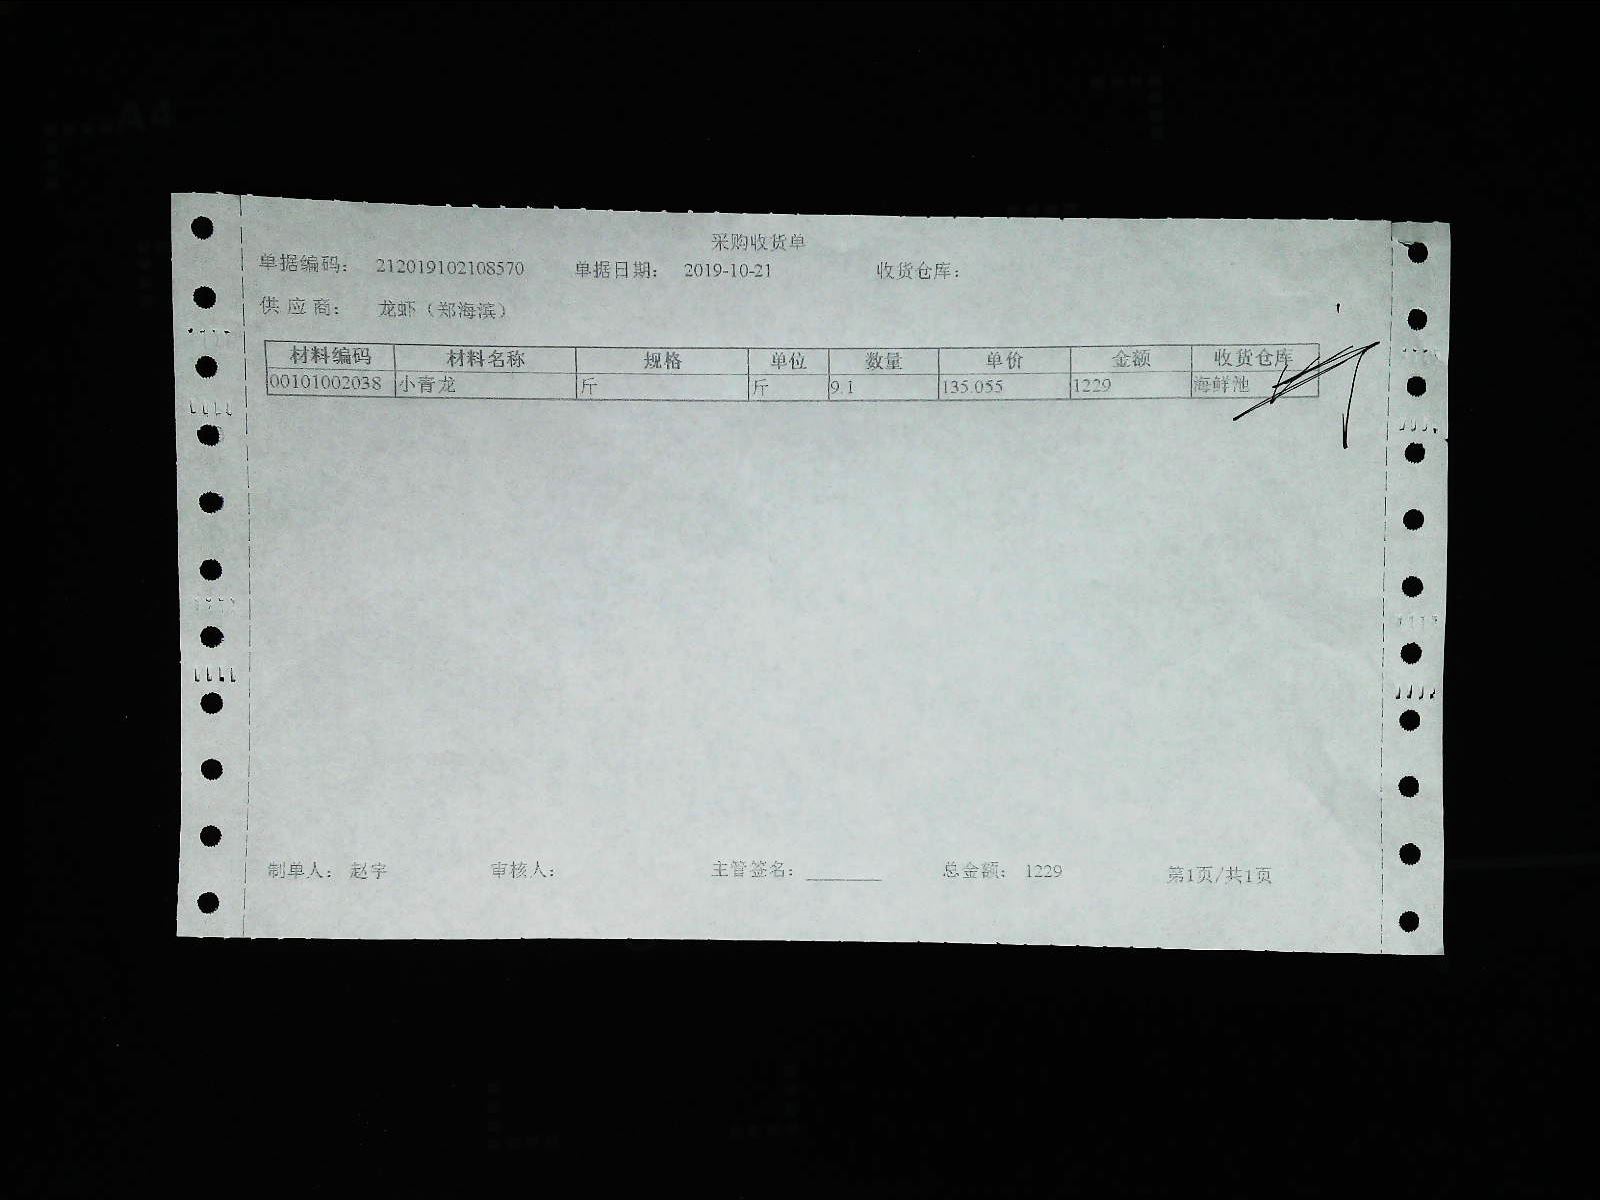 采购收货单
单据编码： 212019102108570 单据日期： 2019-10-21 收货仓库：
供应商： 龙虾（郑海滨）
材料编码 材料名称 规格 单位 数量 单价 金额 收货仓库
00101002038 小青龙 斤 斤 9.1 135.055 1229 海鲜池
制单人： 赵宇 审核人： 主管签名： ________ 总金额： 1229 第1页/共1页